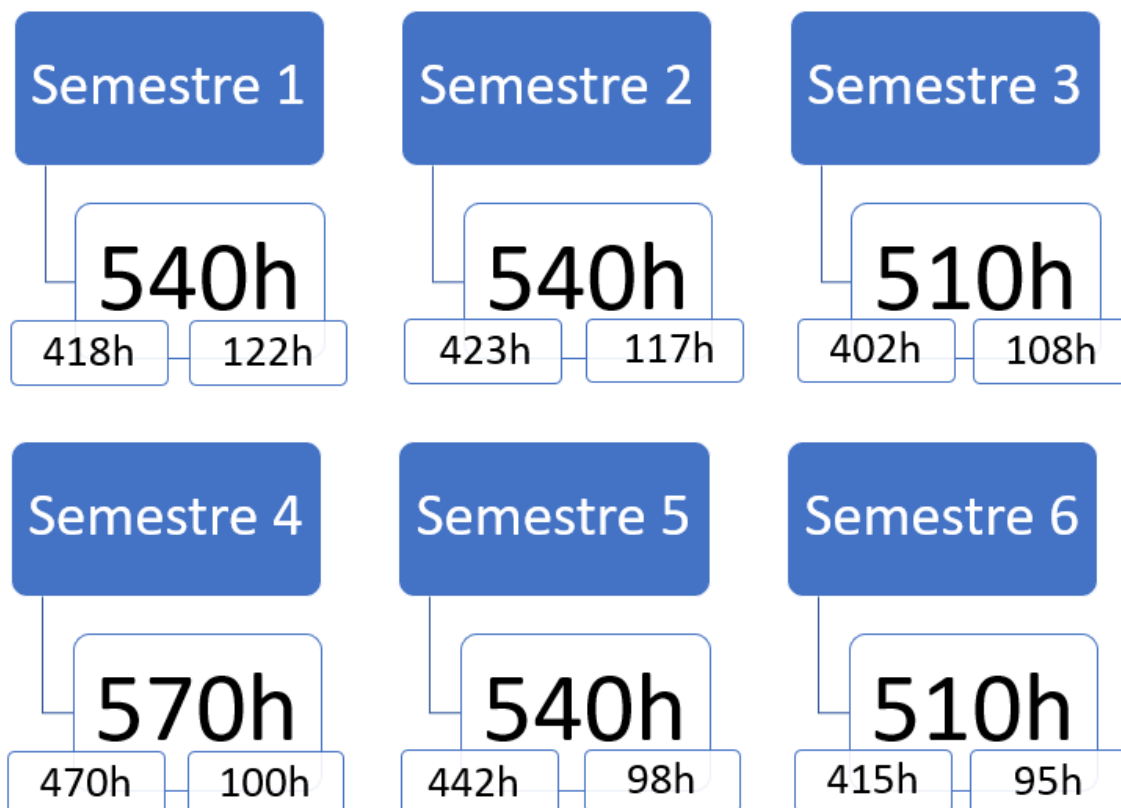 Semestre 1
540h
418h
122h
Semestre 2
540h
423h
117h
Semestre 3
510h
402h
108h
Semestre 4
570h
470h
100h
Semestre 5
540h
442h
98h
Semestre 6
510h
415h
95h